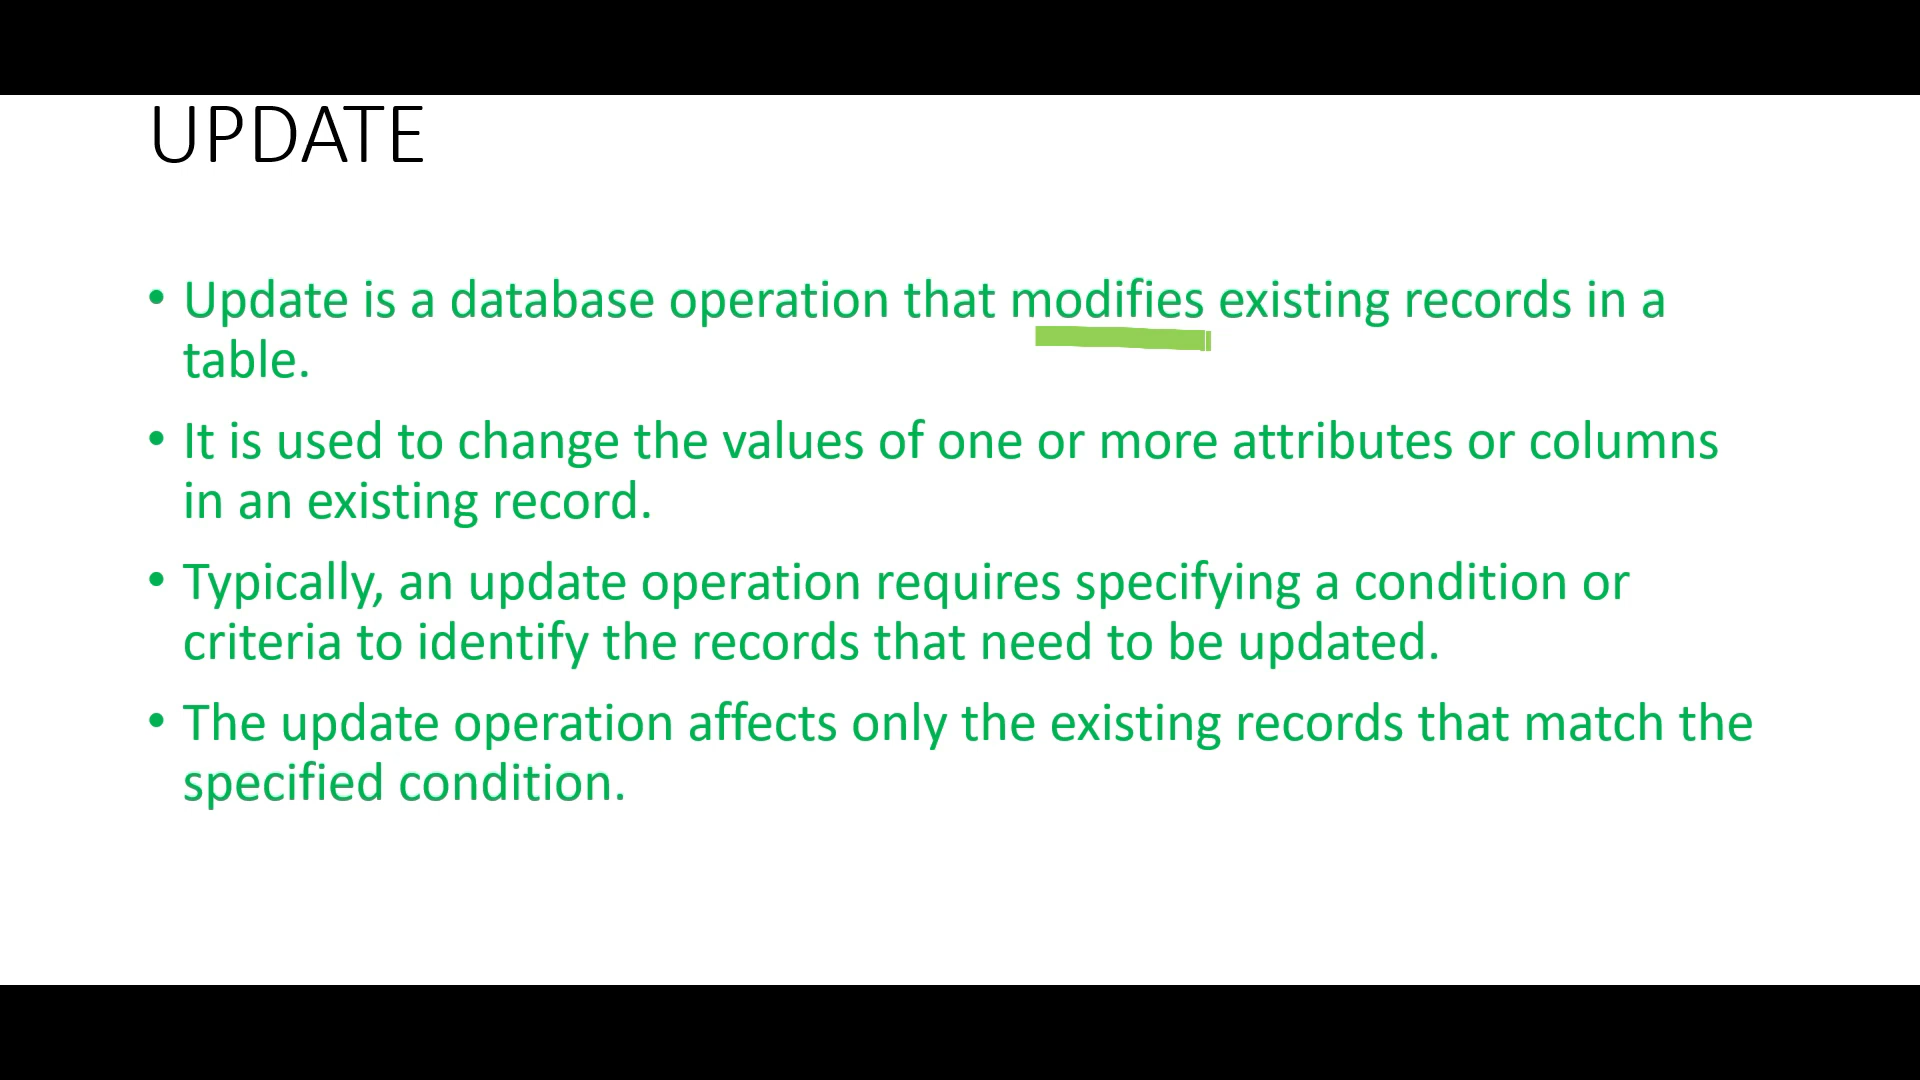 UPDATE
• Update is a database operation that modifies existing records in a
table.
• It is used to change the values of one or more attributes or columns
in an existing record.
• Typically, an update operation requires specifying a condition or
criteria to identify the records that need to be updated.
• The update operation affects only the existing records that match the
specified condition.